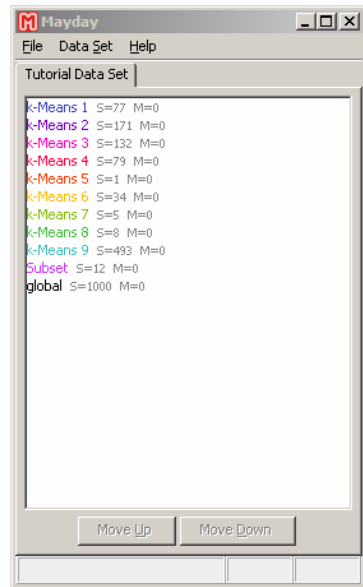 Mayday
File Data Set Help
Tutorial Data Set
k-Means 1 S=77 M=0
k-Means 2 S=171 M=0
k-Means 3 S=132 M=0
k-Means 4 S=79 M=0
k-Means 5 S=1 M=0
k-Means 6 S=34 M=0
k-Means 7 S=5 M=0
k-Means 8 S=8 M=0
k-Means 9 S=493 M=0
Subset S=12 M=0
global S=1000 M=0
Move Up Move Down